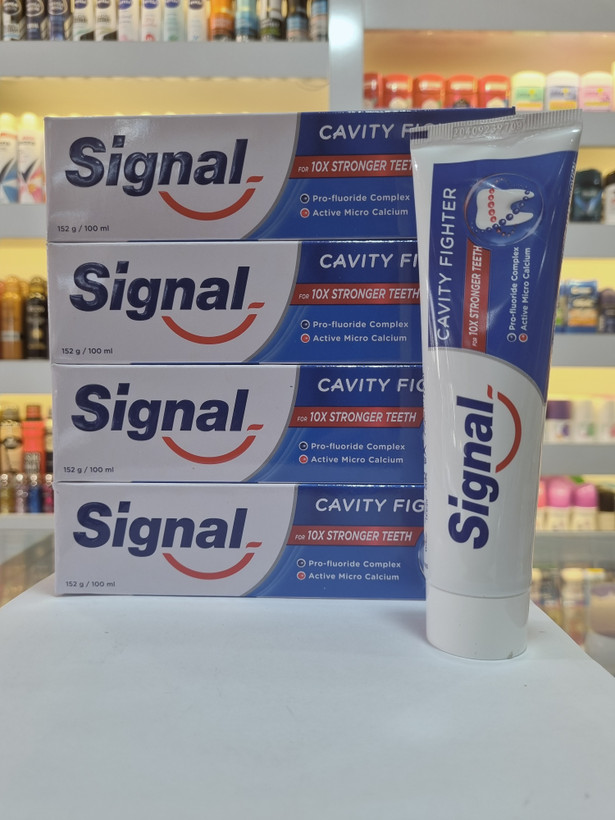 Signal
CAVITY FIG
FOR 10X STRONGER TEET
Pro-fluoride Complex
Active Micro Calcium
152 g / 100 ml
Signal
CAVITY FI
FOR 10X STRONGER TEETH
Pro-fluoride Complex
Active Micro Calcium
152 g / 100 ml
Signal
CAVITY FIG
FOR 10X STRONGER TEETH
Pro-fluoride Complex
Active Micro Calcium
152 g / 100 ml
Signal
CAVITY FIG
FOR 10X STRONGER TEETH
Pro-fluoride Complex
Active Micro Calcium
152 g / 100 ml
CAVITY FIGHTER
FOR 10X STRONGER TEETH
Pro-fluoride Complex
Active Micro Calcium
Signal